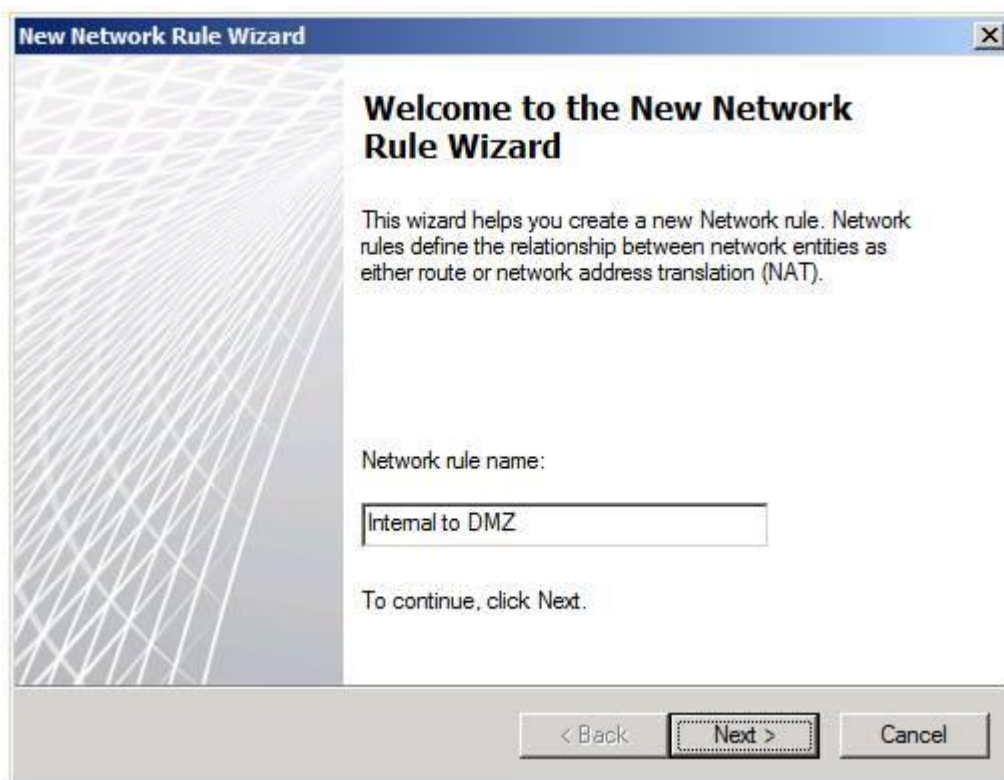 New Network Rule Wizard
Welcome to the New Network
Rule Wizard
This wizard helps you create a new Network rule. Network
rules define the relationship between network entities as
either route or network address translation (NAT).
Network rule name:
Internal to DMZ
To continue, click Next.
< Back
Next >
Cancel